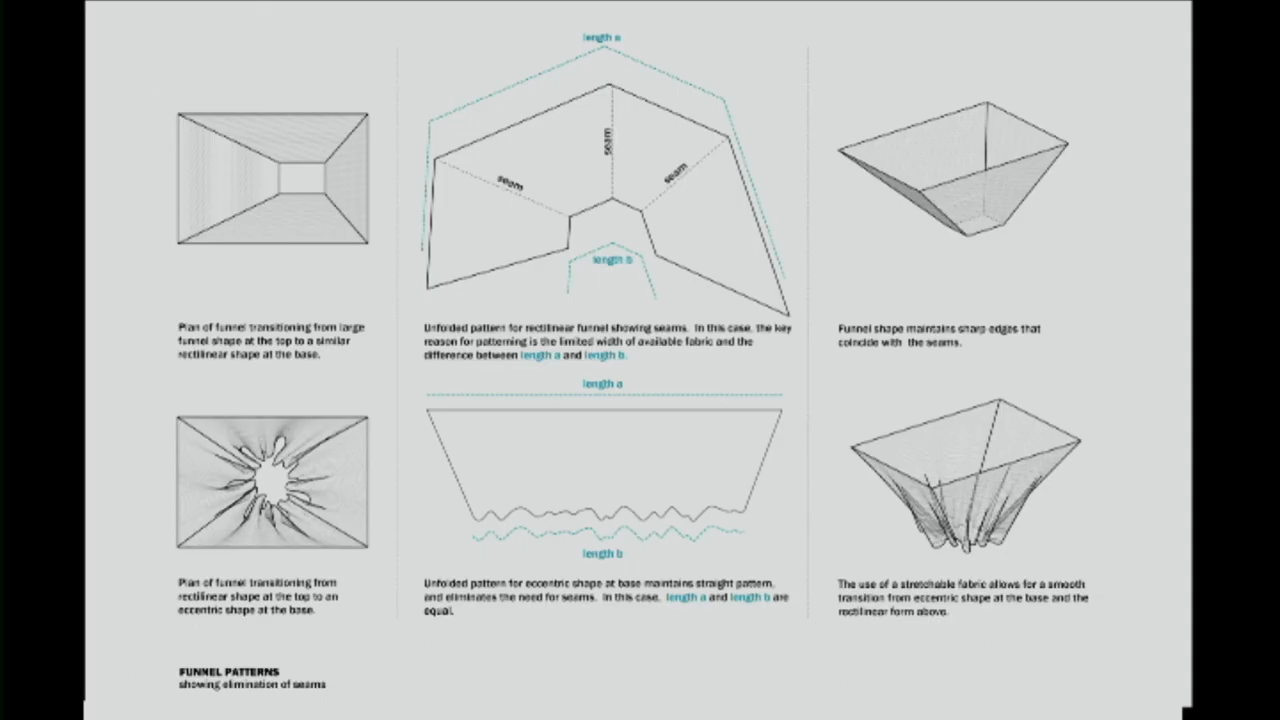 length a
seam
seam
seam
length b
Plan of funnel transitioning from large
funnel shape at the top to a similar
rectilinear shape at the base.
Unfolded pattern for rectilinear funnel showing seams. In this case, the key
reason for patterning is the limited width of available fabric and the
difference between length a and length b.
Funnel shape maintains sharp edges that
coincide with the seams.
length a
length b
Plan of funnel transitioning from
rectilinear shape at the top to an
eccentric shape at the base.
Unfolded pattern for eccentric shape at base maintains straight pattern,
and eliminates the need for seams. In this case, length a and length b are
equal.
The use of a stretchable fabric allows for a smooth
transition from eccentric shape at the base and the
rectilinear form above.
FUNNEL PATTERNS
showing elimination of seams